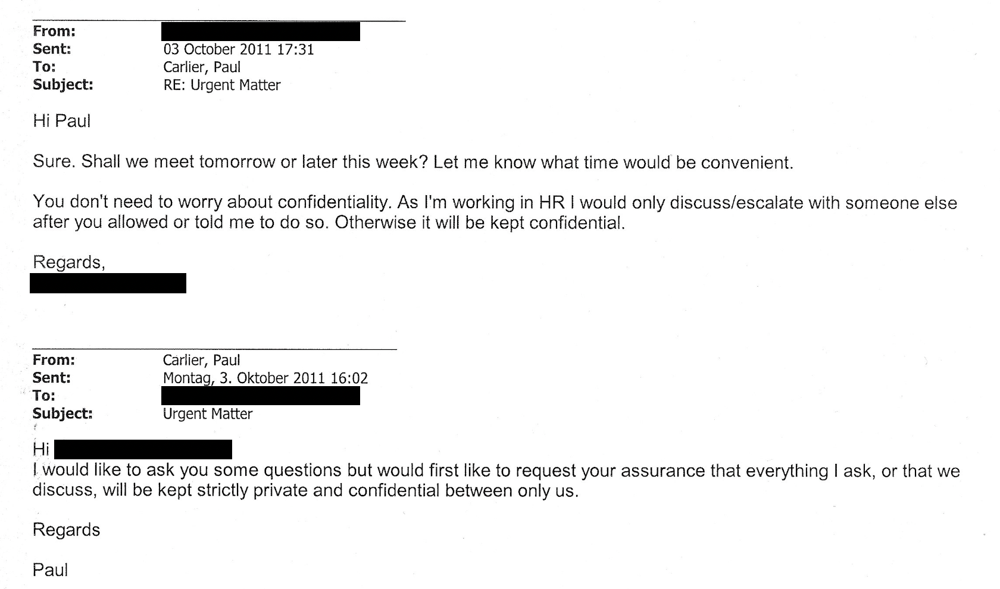 From:
Sent: 03 October 2011 17:31
To: Carlier, Paul
Subject: RE: Urgent Matter
Hi Paul
Sure. Shall we meet tomorrow or later this week? Let me know what time would be convenient.
You don't need to worry about confidentiality. As I'm working in HR I would only discuss/escalate with someone else
after you allowed or told me to do so. Otherwise it will be kept confidential.
Regards,
From: Carlier, Paul
Sent: Montag, 3. Oktober 2011 16:02
To:
Subject: Urgent Matter
Hi
I would like to ask you some questions but would first like to request your assurance that everything I ask, or that we
discuss, will be kept strictly private and confidential between only us.
Regards
Paul